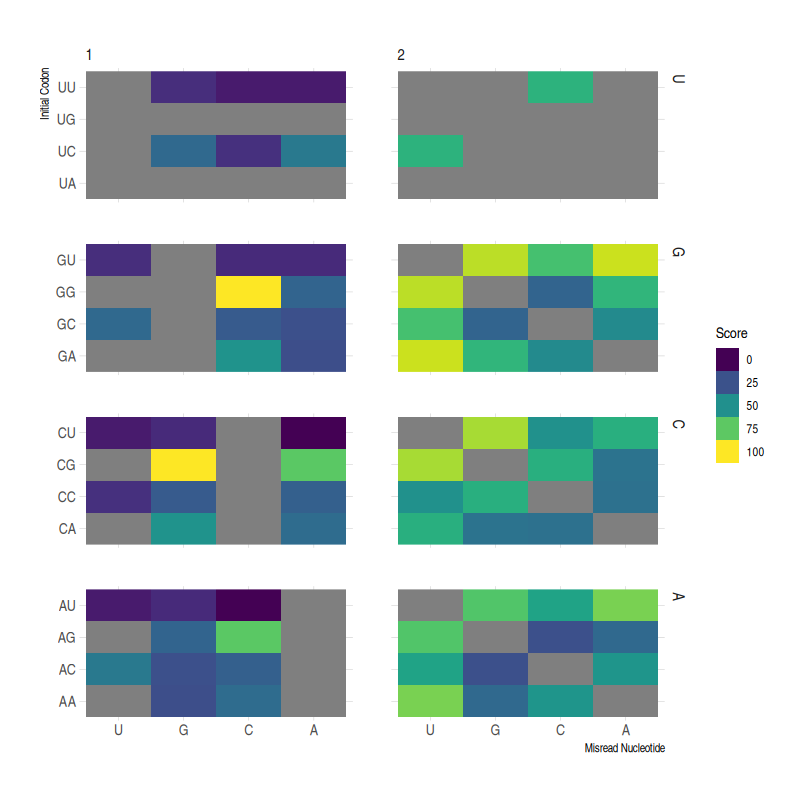 1
2
Initial Codon
UU
UG
UC
UA
U
GU
GG
GC
GA
G
CU
CG
CC
CA
C
AU
AG
AC
AA
A
U G C A
U G C A
Misread Nucleotide
Score
0
25
50
75
100